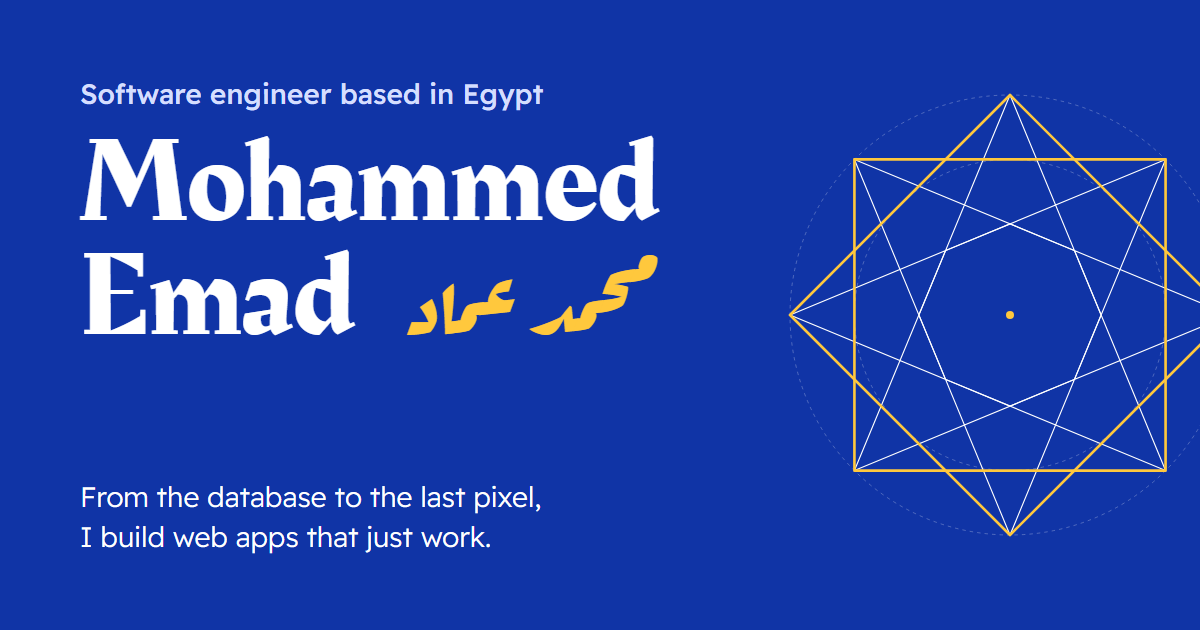 Software engineer based in Egypt
Mohammed
Emad محمد عماد
From the database to the last pixel,
I build web apps that just work.